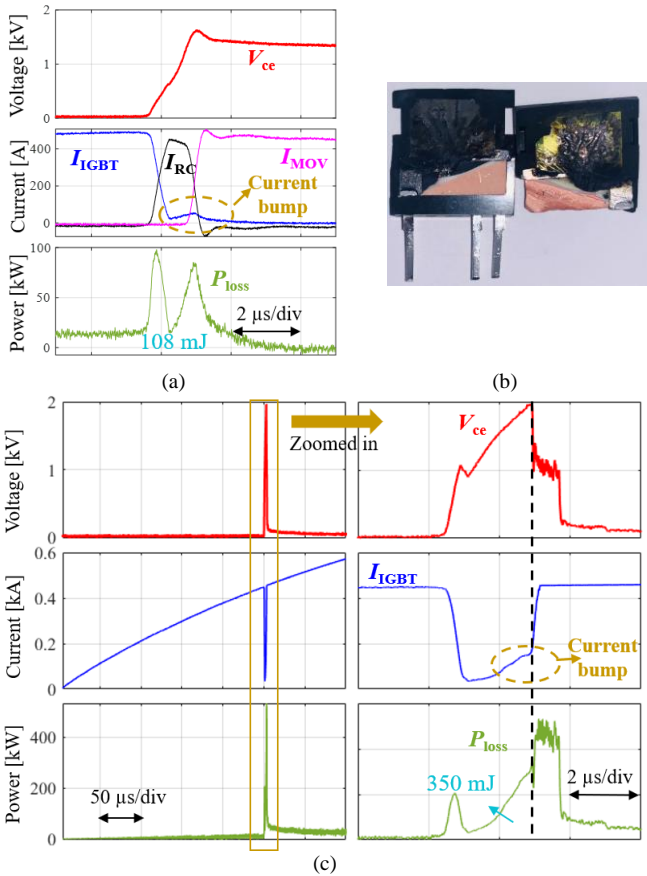 Voltage [kV]
2
1
0
V_ce
Current [A]
400
200
0
I_IGBT
I_RC
I_MOV
Current
bump
Power [kW]
100
50
0
P_loss
2 µs/div
108 mJ
(a)
(b)
Voltage [kV]
2
1
0
Zoomed in
V_ce
Current [kA]
0.6
0.4
0.2
0
I_IGBT
Current
bump
Power [kW]
400
200
0
50 µs/div
P_loss
350 mJ
2 µs/div
(c)